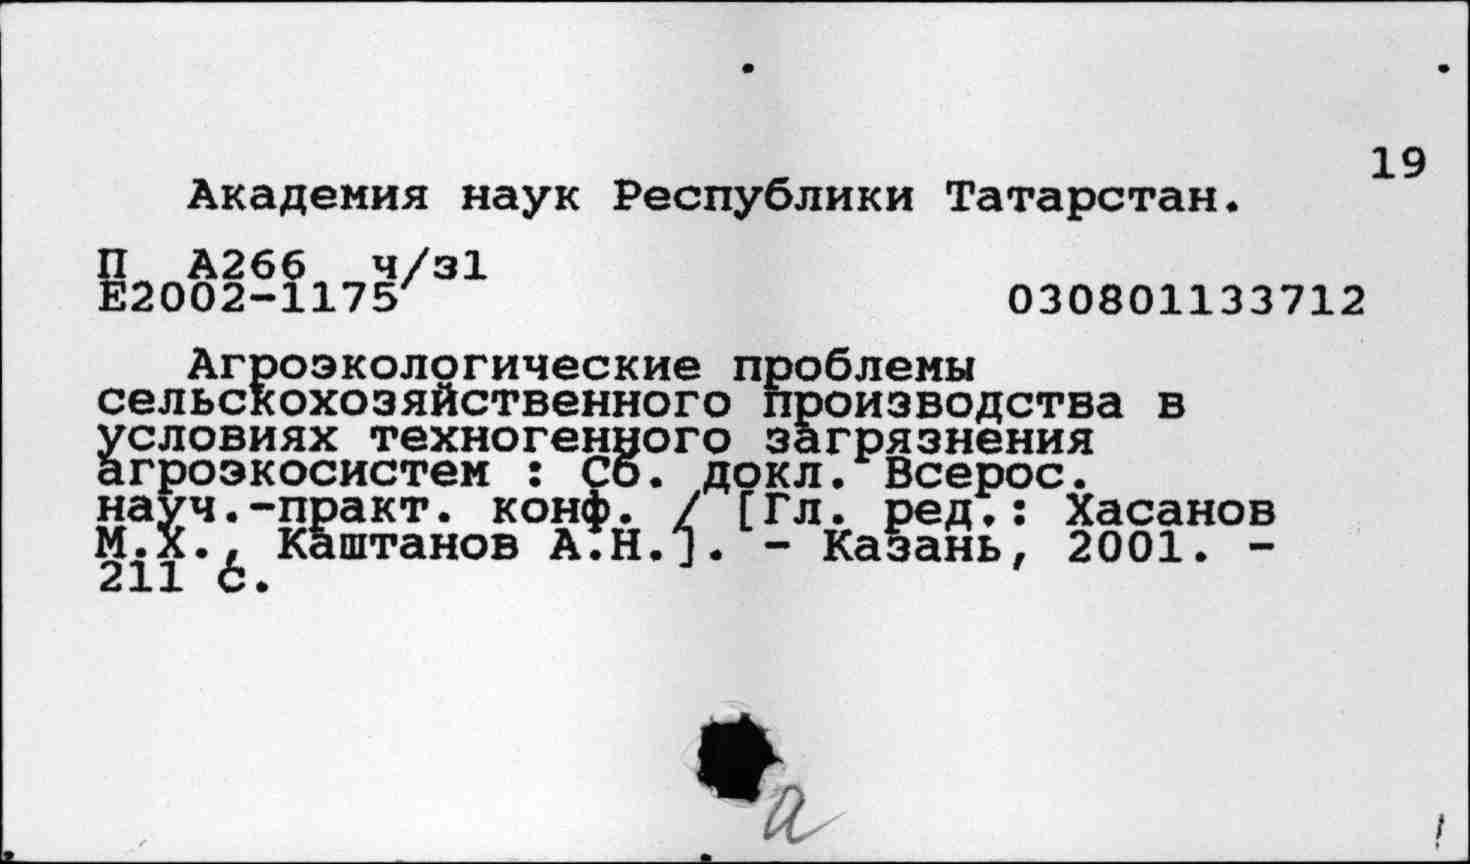 19
Академия наук Республики Татарстан.
П А266 ч/з1
Е2002-1175
030801133712
Агроэкологические проблемы
сельскохозяйственного производства в
условиях техногенного загрязнения
агроэкосистем : Сб. докл. Всерос.
науч.-практ. конф. / [Гл. ред.: Хасанов
М.Х., Каштанов А.Н.]. - Казань, 2001. -
211 с.
а